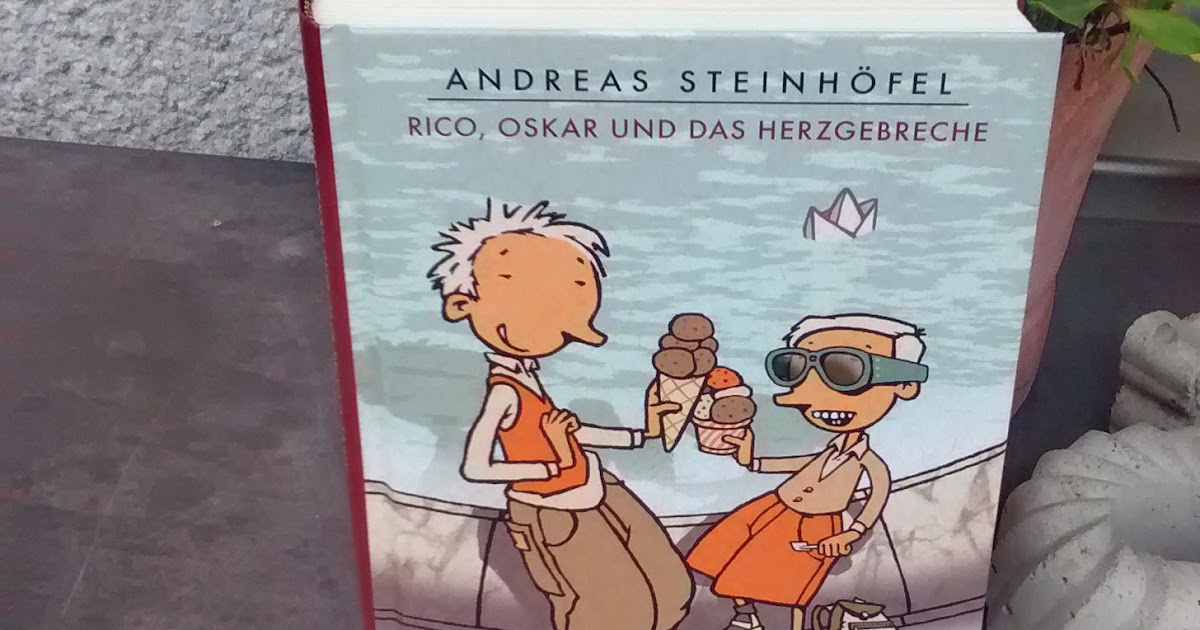 ANDREAS STEINHÖFEL
RICO, OSKAR UND DAS HERZGEBRECHE